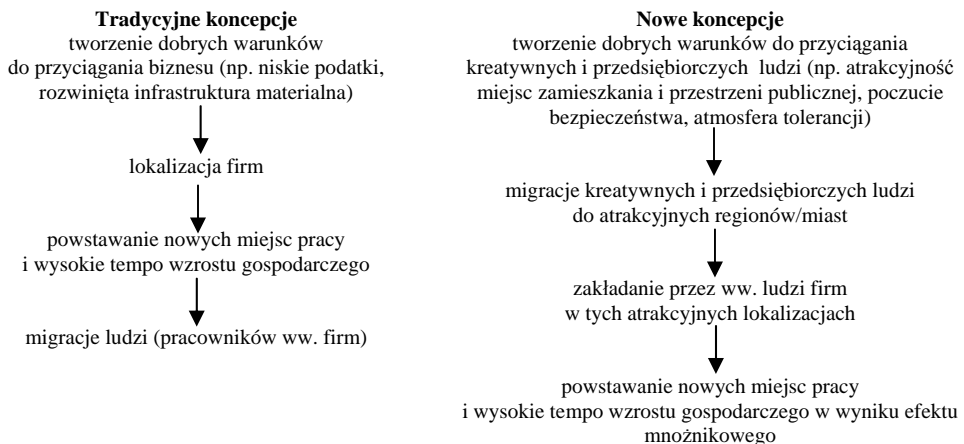 Tradycyjne koncepcje
tworzenie dobrych warunków
do przyciągania biznesu (np. niskie podatki,
rozwinięta infrastruktura materialna)
lokalizacja firm
powstawanie nowych miejsc pracy
i wysokie tempo wzrostu gospodarczego
migracje ludzi (pracowników ww. firm)
Nowe koncepcje
tworzenie dobrych warunków do przyciągania
kreatywnych i przedsiębiorczych ludzi (np. atrakcyjność
miejsc zamieszkania i przestrzeni publicznej, poczucie
bezpieczeństwa, atmosfera tolerancji)
migracje kreatywnych i przedsiębiorczych ludzi
do atrakcyjnych regionów/miast
zakładanie przez ww. ludzi firm
w tych atrakcyjnych lokalizacjach
powstawanie nowych miejsc pracy
i wysokie tempo wzrostu gospodarczego w wyniku efektu
mnożnikowego